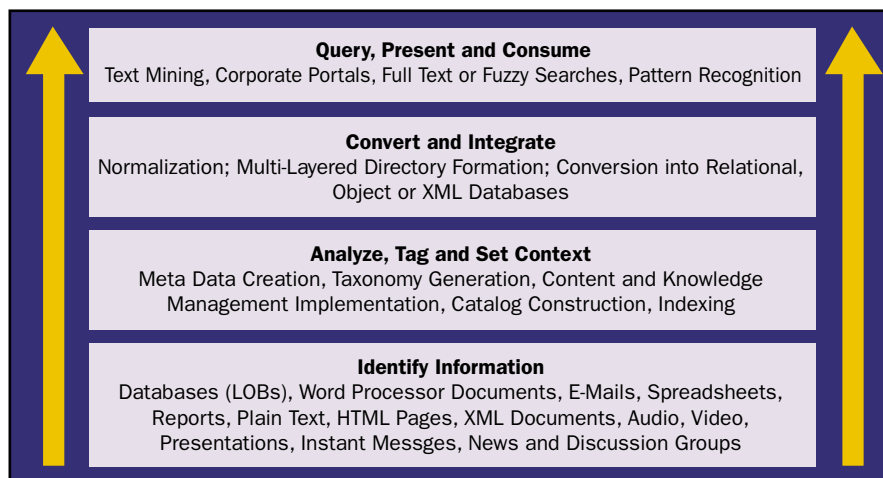 Query, Present and Consume
Text Mining, Corporate Portals, Full Text or Fuzzy Searches, Pattern Recognition
Convert and Integrate
Normalization; Multi-Layered Directory Formation; Conversion into Relational,
Object or XML Databases
Analyze, Tag and Set Context
Meta Data Creation, Taxonomy Generation, Content and Knowledge
Management Implementation, Catalog Construction, Indexing
Identify Information
Databases (LOBs), Word Processor Documents, E-Mails, Spreadsheets,
Reports, Plain Text, HTML Pages, XML Documents, Audio, Video,
Presentations, Instant Messges, News and Discussion Groups